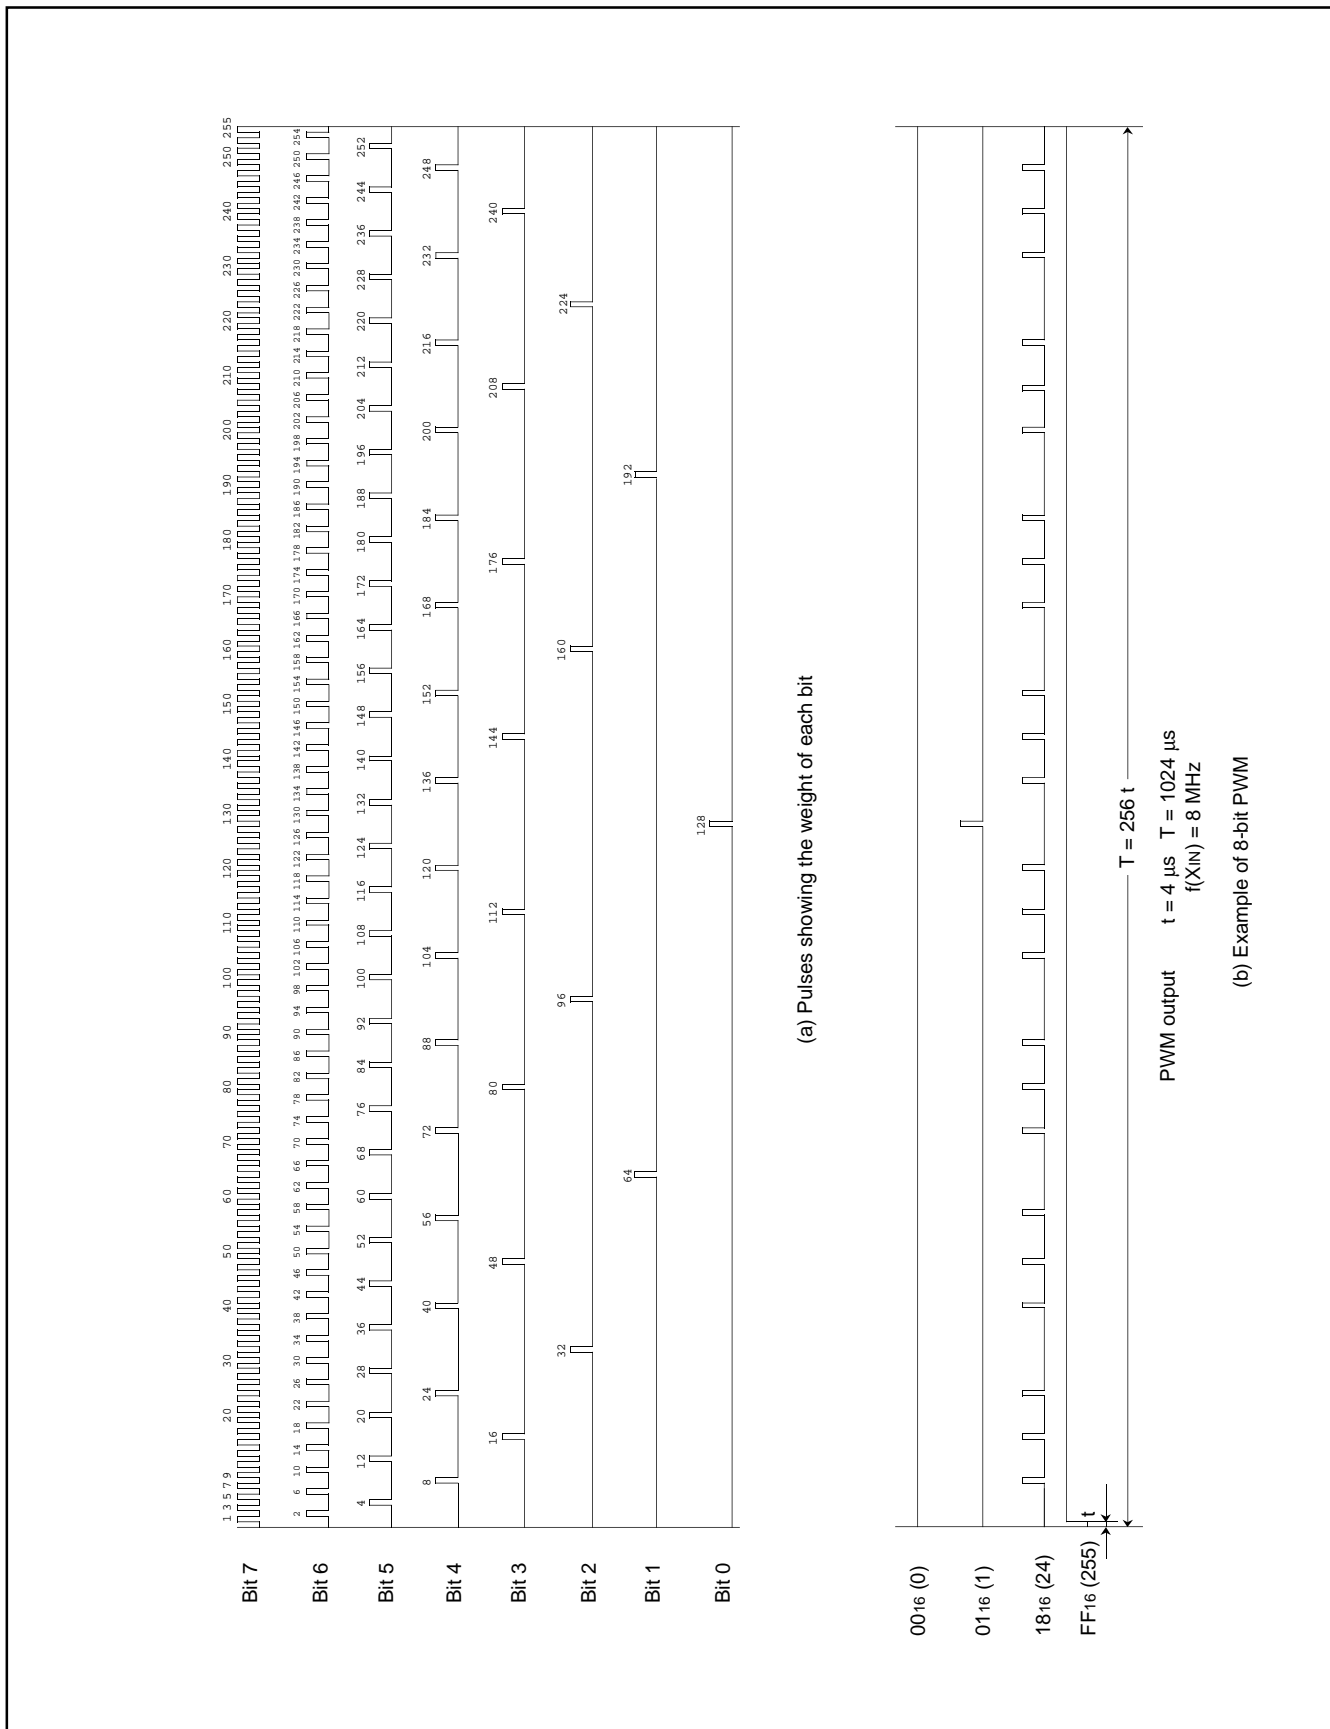 1 3 5 7 9 20 30 40 50 60 70 80 90 100 110 120 130 140 150 160 170 180 190 200 210 220 230 240 250 255
Bit 7
2 6 10 14 18 22 26 30 34 38 42 46 50 54 58 62 66 70 74 78 82 86 90 94 98 102 106 110 114 118 122 126 130 134 138 142 146 150 154 158 162 166 170 174 178 182 186 190 194 198 202 206 210 214 218 222 226 230 234 238 242 246 250 254
Bit 6
4 12 20 28 36 44 52 60 68 76 84 92 100 108 116 124 132 140 148 156 164 172 180 188 196 204 212 220 228 236 244 252
Bit 5
8 24 40 56 72 88 104 120 136 152 168 184 200 216 232 248
Bit 4
16 48 80 112 144 176 208 240
Bit 3
32 96 160 224
Bit 2
64 192
Bit 1
128
Bit 0
(a) Pulses showing the weight of each bit
0016 (0)
0116 (1)
1816 (24)
FF16 (255)
t
T = 256 t
PWM output t = 4 µs T = 1024 µs
f(XIN) = 8 MHz
(b) Example of 8-bit PWM